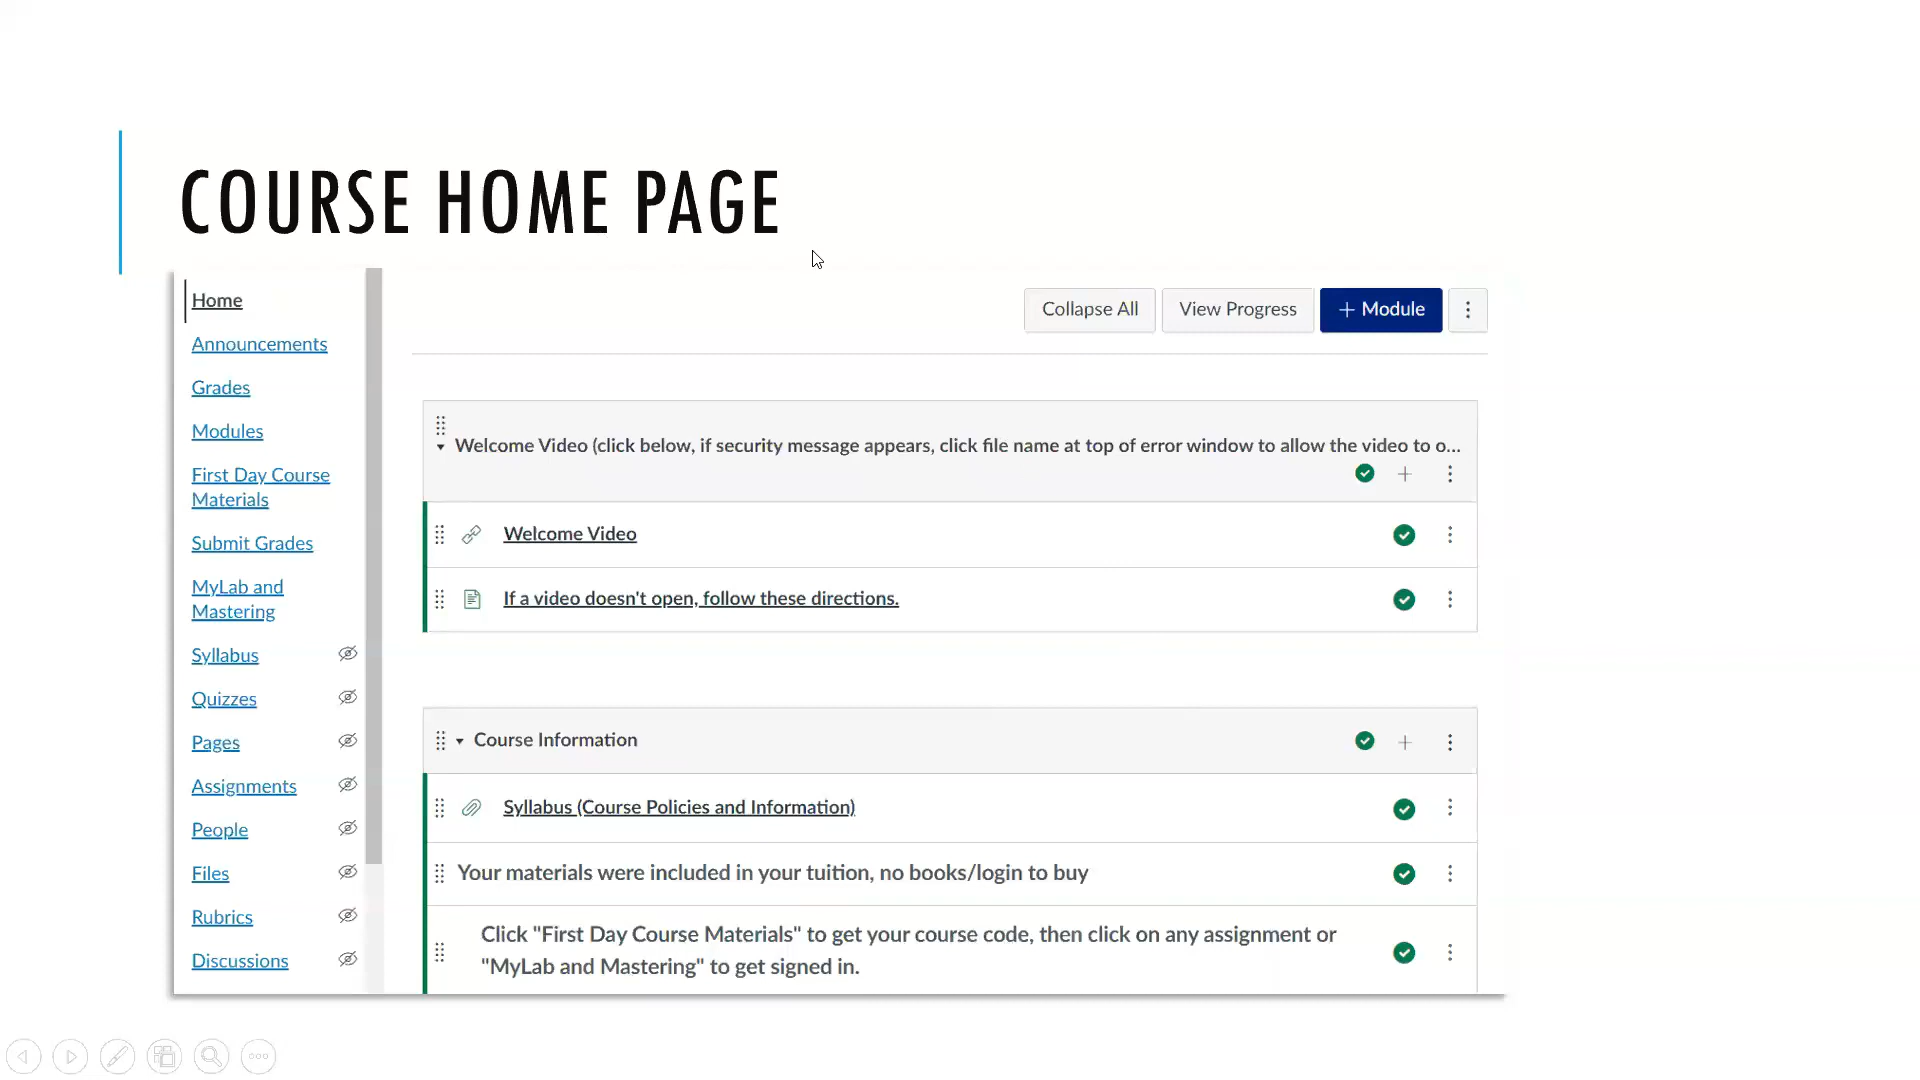 COURSE HOME PAGE
Home
Announcements
Grades
Modules
First Day Course
Materials
Submit Grades
MyLab and
Mastering
Syllabus
Quizzes
Pages
Assignments
People
Files
Rubrics
Discussions
Collapse All
View Progress
+ Module
Welcome Video (click below, if security message appears, click file name at top of error window to allow the video to o...
Welcome Video
If a video doesn't open, follow these directions.
Course Information
Syllabus (Course Policies and Information)
Your materials were included in your tuition, no books/login to buy
Click "First Day Course Materials" to get your course code, then click on any assignment or
"MyLab and Mastering" to get signed in.